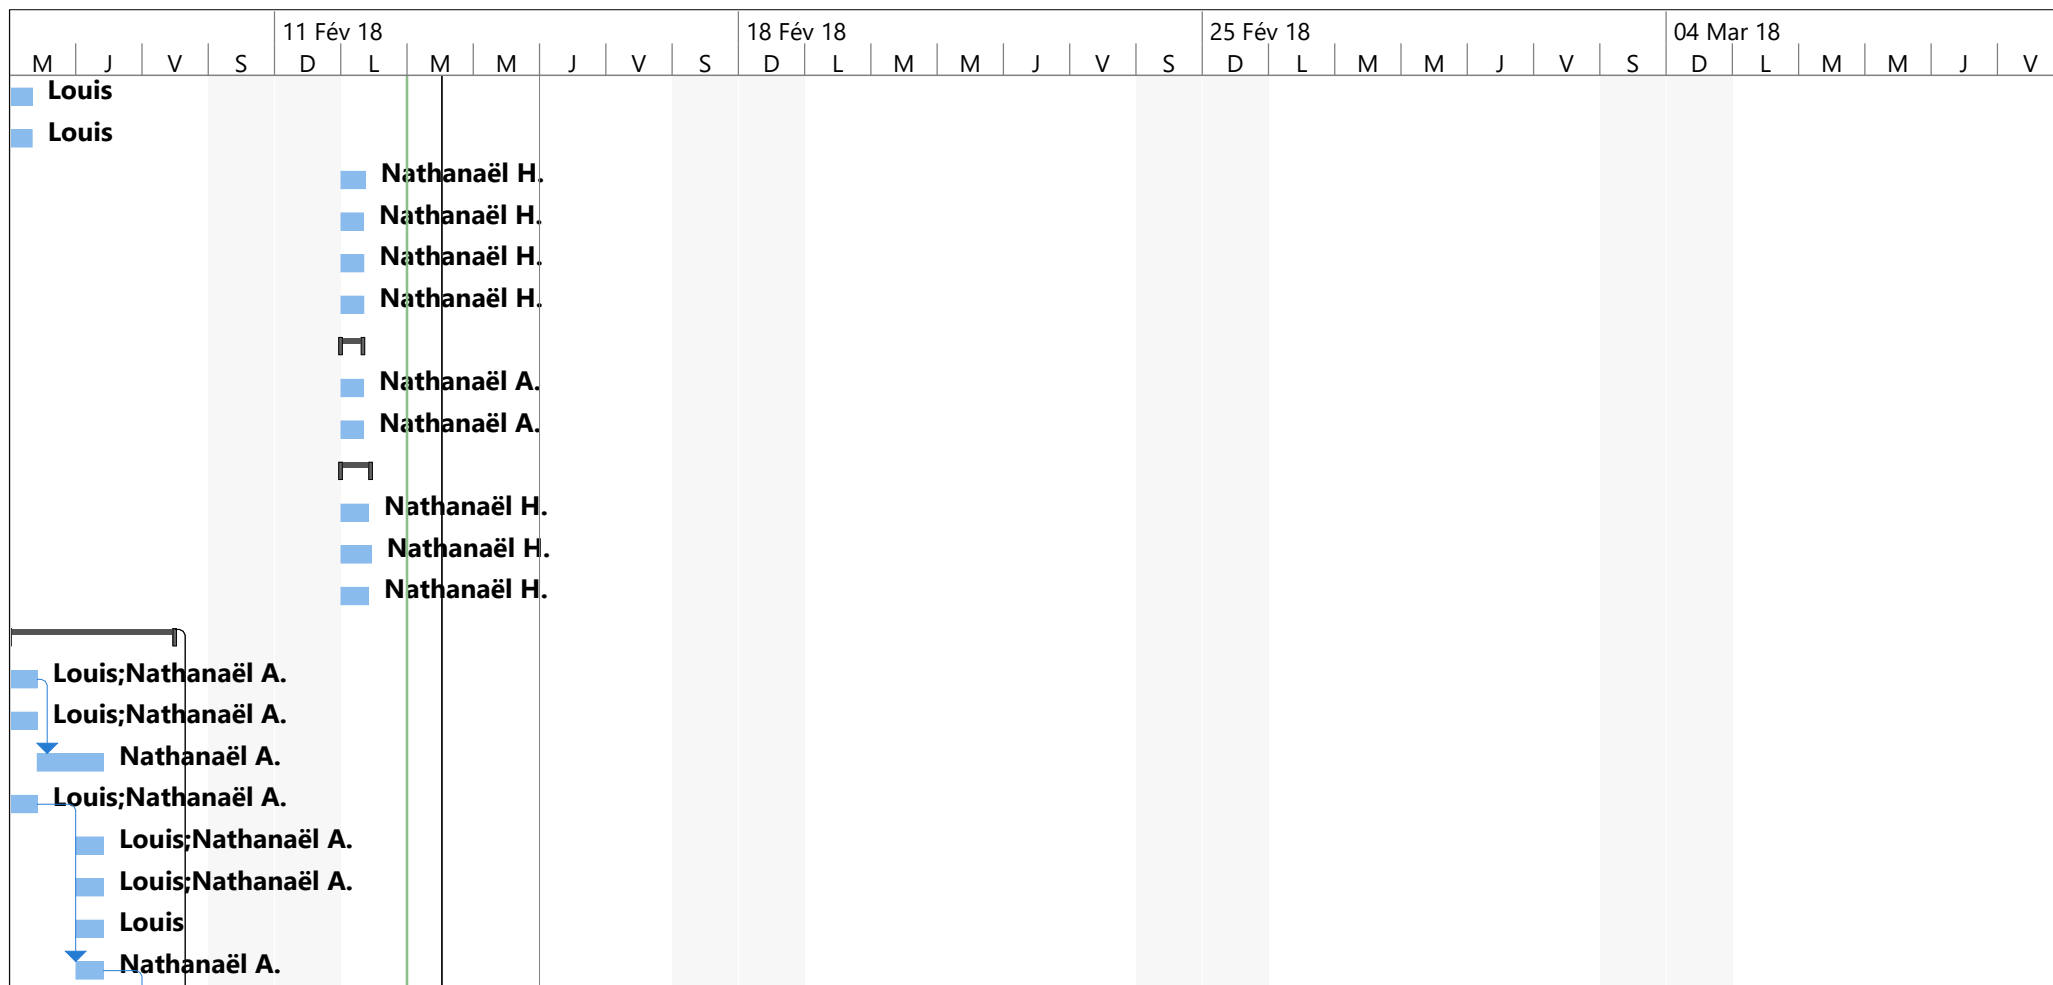 11 Fév 18 18 Fév 18 25 Fév 18 04 Mar 18
M J V S D L M M J V S D L M M J V S D L M M J V S D L M M J V
Louis
Louis
Nathanaël H.
Nathanaël H.
Nathanaël H.
Nathanaël H.
Nathanaël A.
Nathanaël A.
Nathanaël H.
Nathanaël H.
Nathanaël H.
Louis;Nathanaël A.
Louis;Nathanaël A.
Nathanaël A.
Louis;Nathanaël A.
Louis;Nathanaël A.
Louis;Nathanaël A.
Louis
Nathanaël A.